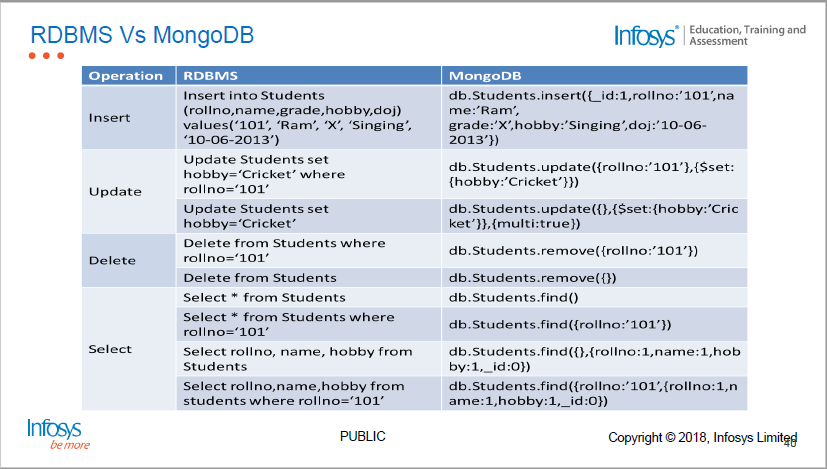 RDBMS Vs MongoDB
Infosys® | Education, Training and
Assessment
Operation RDBMS MongoDB
Insert
Insert into Students
(rollno,name,grade,hobby,doj)
values(‘101’, ‘Ram’, ‘X’, ‘Singing’,
‘10-06-2013’)
db.Students.insert({_id:1,rollno:’101’,na
me:’Ram’,
grade:’X’,hobby:’Singing’,doj:’10-06-
2013’})
Update
Update Students set
hobby=‘Cricket’ where
rollno=‘101’
db.Students.update({rollno:’101’},{$set:
{hobby:’Cricket’}})
Update Students set
hobby=‘Cricket’
db.Students.update({},{$set:{hobby:’Cric
ket’}},{multi:true})
Delete
Delete from Students where
rollno=‘101’
db.Students.remove({rollno:’101’})
Delete from Students
db.Students.remove({})
Select
Select * from Students
db.Students.find()
Select * from Students where
rollno=‘101’
db.Students.find({rollno:’101’})
Select rollno, name, hobby from
Students
db.Students.find({},{rollno:1,name:1,hob
by:1,_id:0})
Select rollno,name,hobby from
students where rollno=‘101’
db.Students.find({rollno:’101’,{rollno:1,n
ame:1,hobby:1,_id:0})
Infosys
be more
PUBLIC
Copyright © 2018, Infosys Limited
40